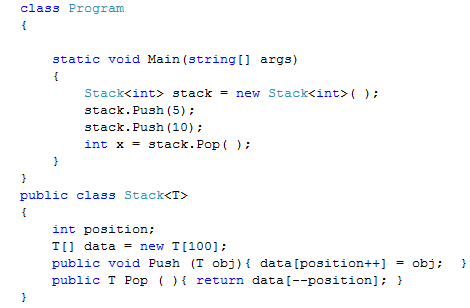 class Program
{
static void Main(string[] args)
{
Stack<int> stack = new Stack<int>( );
stack.Push(5);
stack.Push(10);
int x = stack.Pop( );
}
}
public class Stack<T>
{
int position;
T[] data = new T[100];
public void Push (T obj){ data[position++] = obj;  }
public T Pop ( ){ return data[--position]; }
}